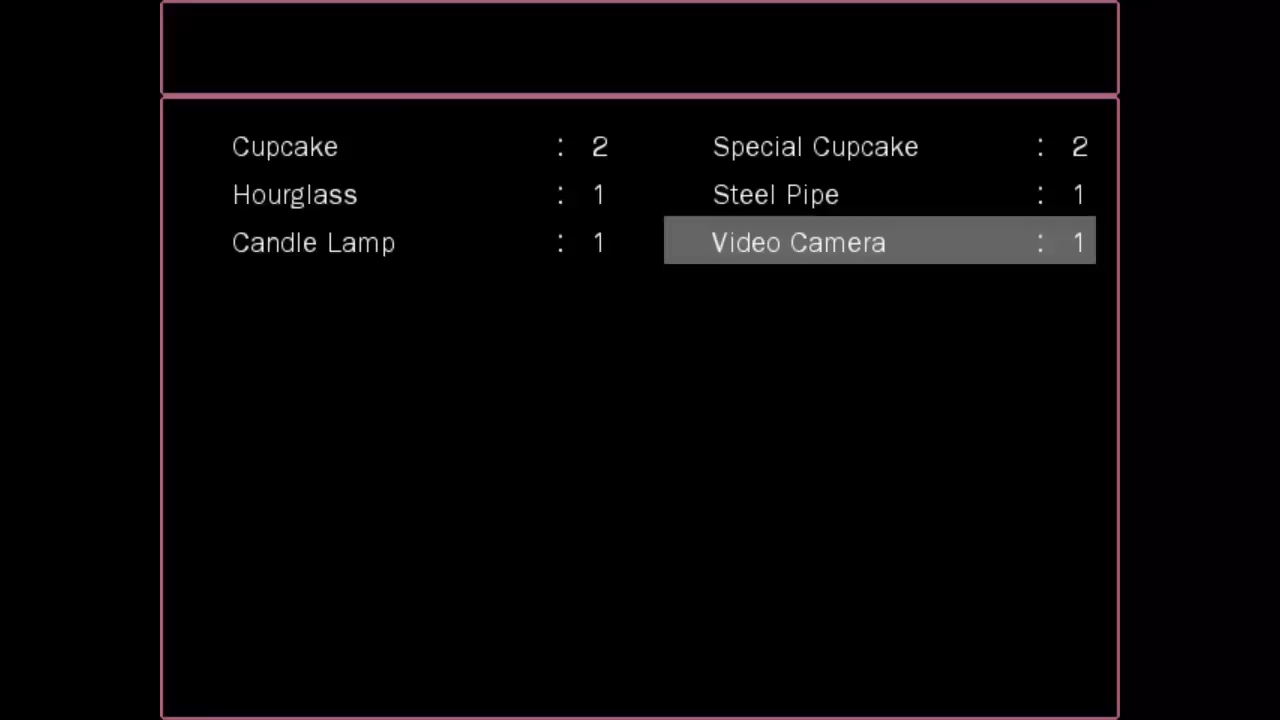 Cupcake : 2 Special Cupcake : 2
Hourglass : 1 Steel Pipe : 1
Candle Lamp : 1 Video Camera : 1